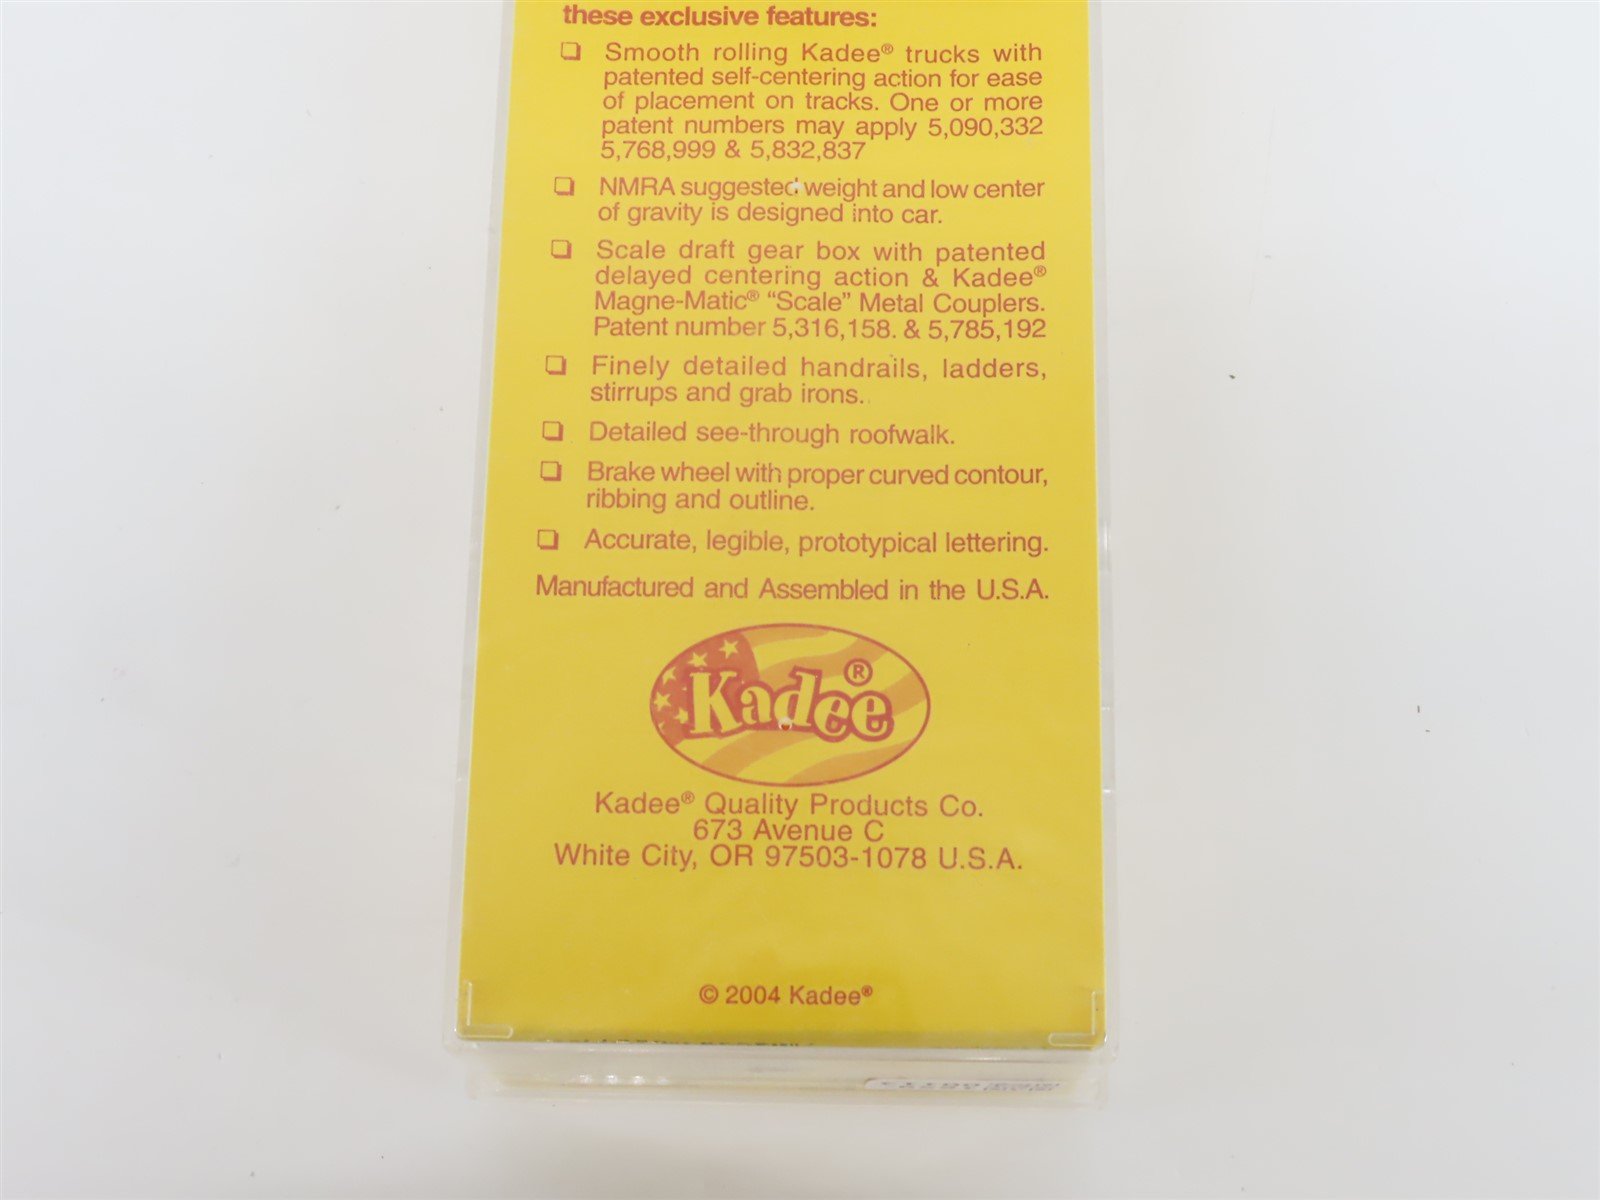 these exclusive features:
❏ Smooth rolling Kadee® trucks with
patented self-centering action for ease
of placement on tracks. One or more
patent numbers may apply 5,090,332
5,768,999 & 5,832,837
❏ NMRA suggested weight and low center
of gravity is designed into car.
❏ Scale draft gear box with patented
delayed centering action & Kadee®
Magne-Matic® “Scale” Metal Couplers.
Patent number 5,316,158. & 5,785,192
❏ Finely detailed handrails, ladders,
stirrups and grab irons.
❏ Detailed see-through roofwalk.
❏ Brake wheel with proper curved contour,
ribbing and outline.
❏ Accurate, legible, prototypical lettering.
Manufactured and Assembled in the U.S.A.
Kadee®
Kadee® Quality Products Co.
673 Avenue C
White City, OR 97503-1078 U.S.A.
© 2004 Kadee®